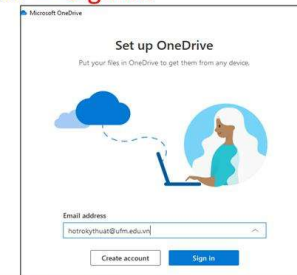 Microsoft OneDrive
Set up OneDrive
Put your files in OneDrive to get them from any device.
Email address
hotrokythuat@ufm.edu.vn
Create account
Sign in